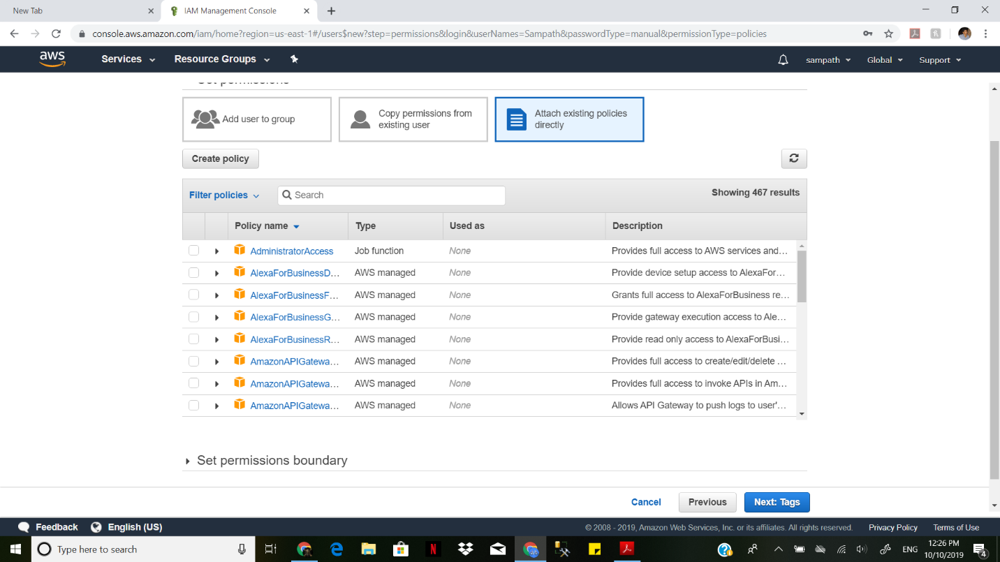 New Tab
IAM Management Console
console.aws.amazon.com/iam/home?region=us-east-1#/users$new?step=permissions&login&userNames=Sampath&passwordType=manual&permissionType=policies
aws
Services
Resource Groups
sampath
Global
Support
Set permissions
Add user to group
Copy permissions from
existing user
Attach existing policies
directly
Create policy
Filter policies
Search
Showing 467 results
Policy name Type Used as Description
AdministratorAccess Job function None Provides full access to AWS services and...
AlexaForBusinessD... AWS managed None Provide device setup access to AlexaFor...
AlexaForBusinessF... AWS managed None Grants full access to AlexaForBusiness re...
AlexaForBusinessG... AWS managed None Provide gateway execution access to Ale...
AlexaForBusinessR... AWS managed None Provide read only access to AlexaForBusi...
AmazonAPIGatewa... AWS managed None Provides full access to create/edit/delete ...
AmazonAPIGatewa... AWS managed None Provides full access to invoke APIs in Am...
AmazonAPIGatewa... AWS managed None Allows API Gateway to push logs to user'...
Set permissions boundary
Cancel
Previous
Next: Tags
Feedback
English (US)
© 2008 - 2019, Amazon Web Services, Inc. or its affiliates. All rights reserved.
Privacy Policy
Terms of Use
Type here to search
N
ENG
12:26 PM
10/10/2019
4